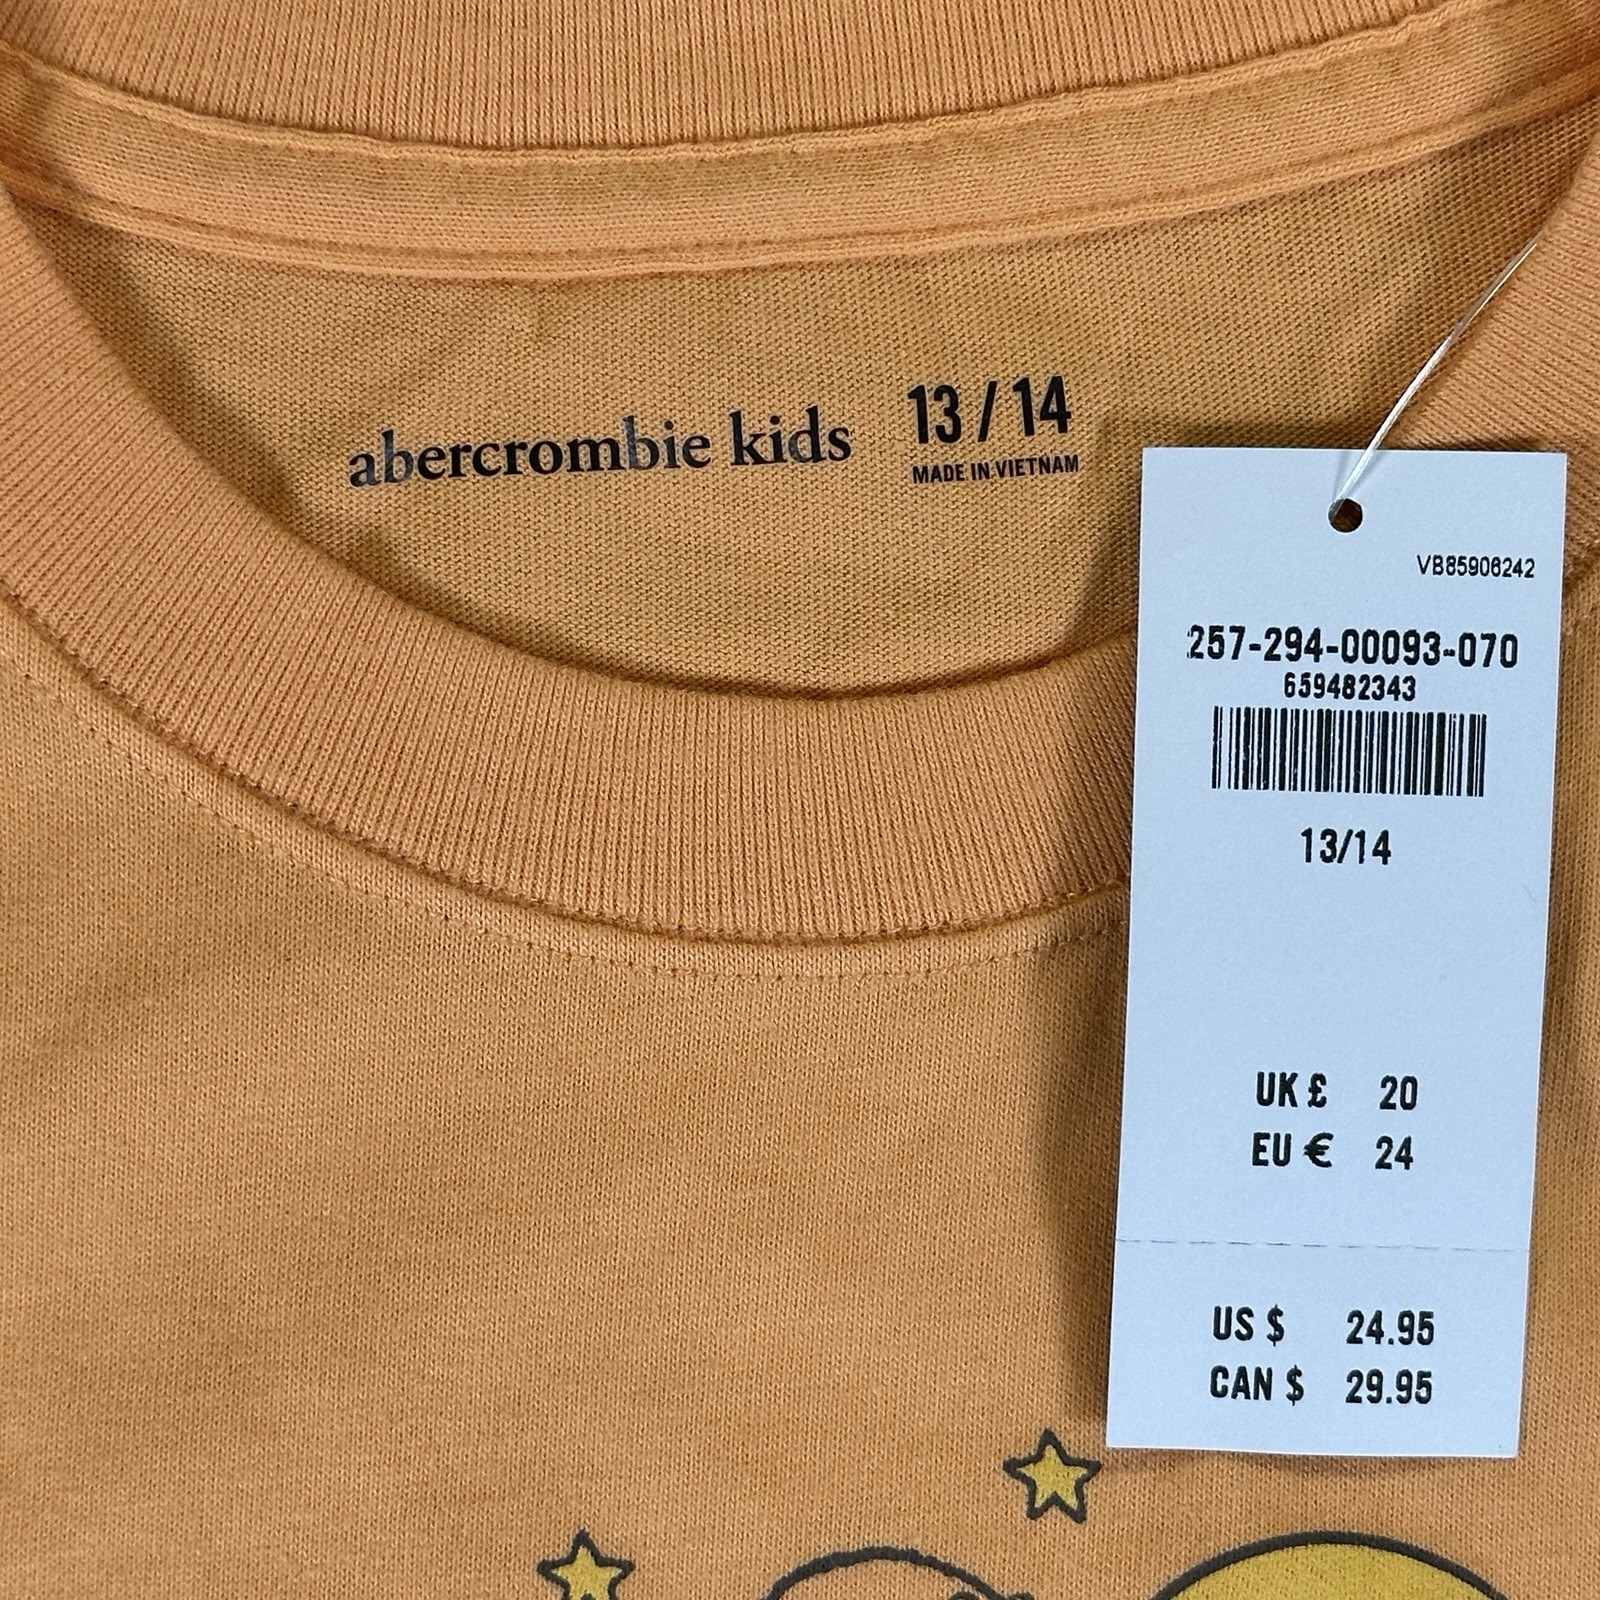 abercrombie kids
13 / 14
MADE IN VIETNAM
VB85906242
257-294-00093-070
659482343
13/14
UK £ 20
EU € 24
US $ 24.95
CAN $ 29.95